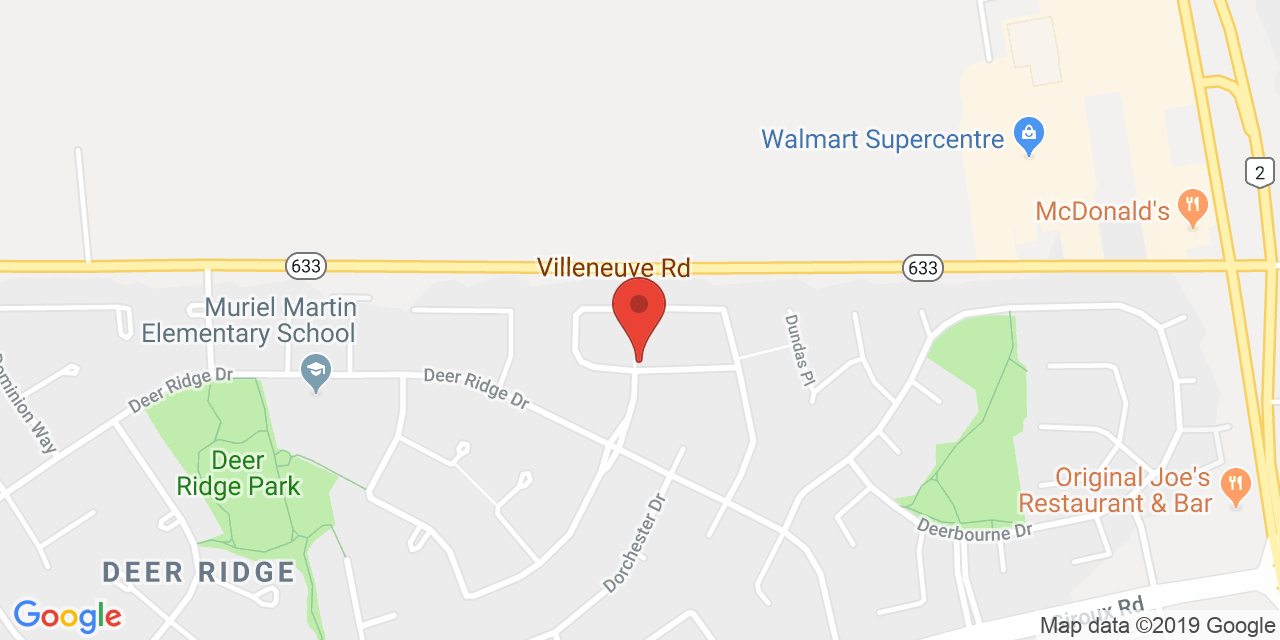 Walmart Supercentre
2
McDonald's
633
Villeneuve Rd
633
Muriel Martin
Elementary School
Dundas Pl
Dominion Way
Deer Ridge Dr
Deer Ridge Dr
Deer
Ridge Park
Original Joe's
Restaurant & Bar
Dorchester Dr
Deerbourne Dr
DEER RIDGE
Giroux Rd
Google
Map data ©2019 Google